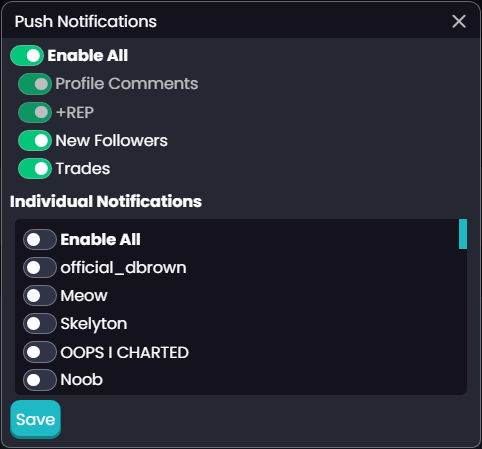 Push Notifications
Enable All
Profile Comments
+REP
New Followers
Trades
Individual Notifications
Enable All
official_dbrown
Meow
Skelyton
OOPS I CHARTED
Noob
Save